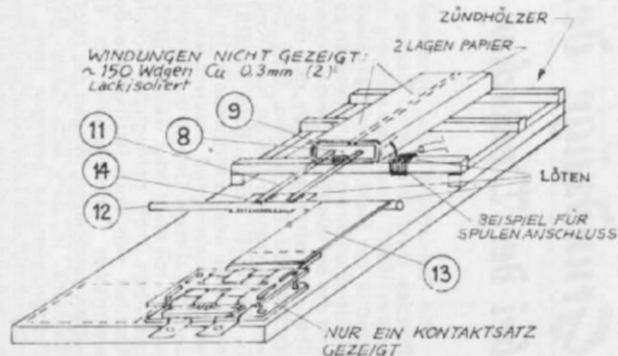 ZÜNDHÖLZER
WINDUNGEN NICHT GEZEIGT:
~ 150 Wdgen Cu 0.3mm (2)
Lackisoliert
2 LAGEN PAPIER
9
8
11
14
12
LÖTEN
BEISPIEL FÜR
SPULENANSCHLUSS
13
NUR EIN KONTAKTSATZ
GEZEIGT